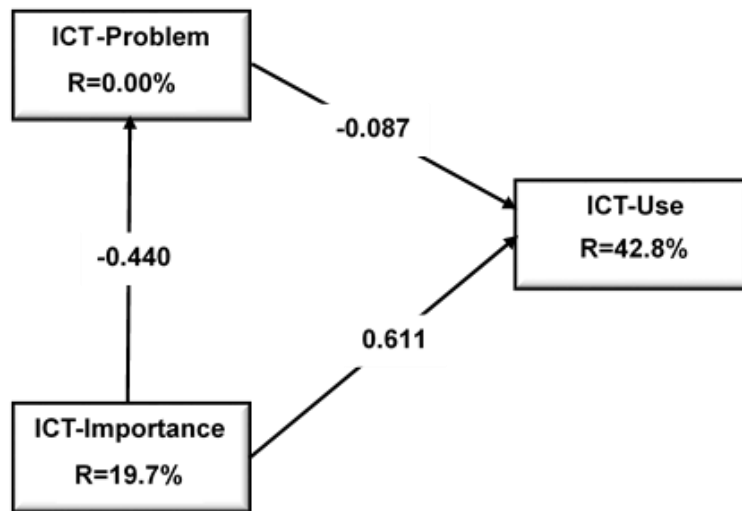 ICT-Problem
R=0.00%
-0.087
ICT-Use
R=42.8%
-0.440
0.611
ICT-Importance
R=19.7%